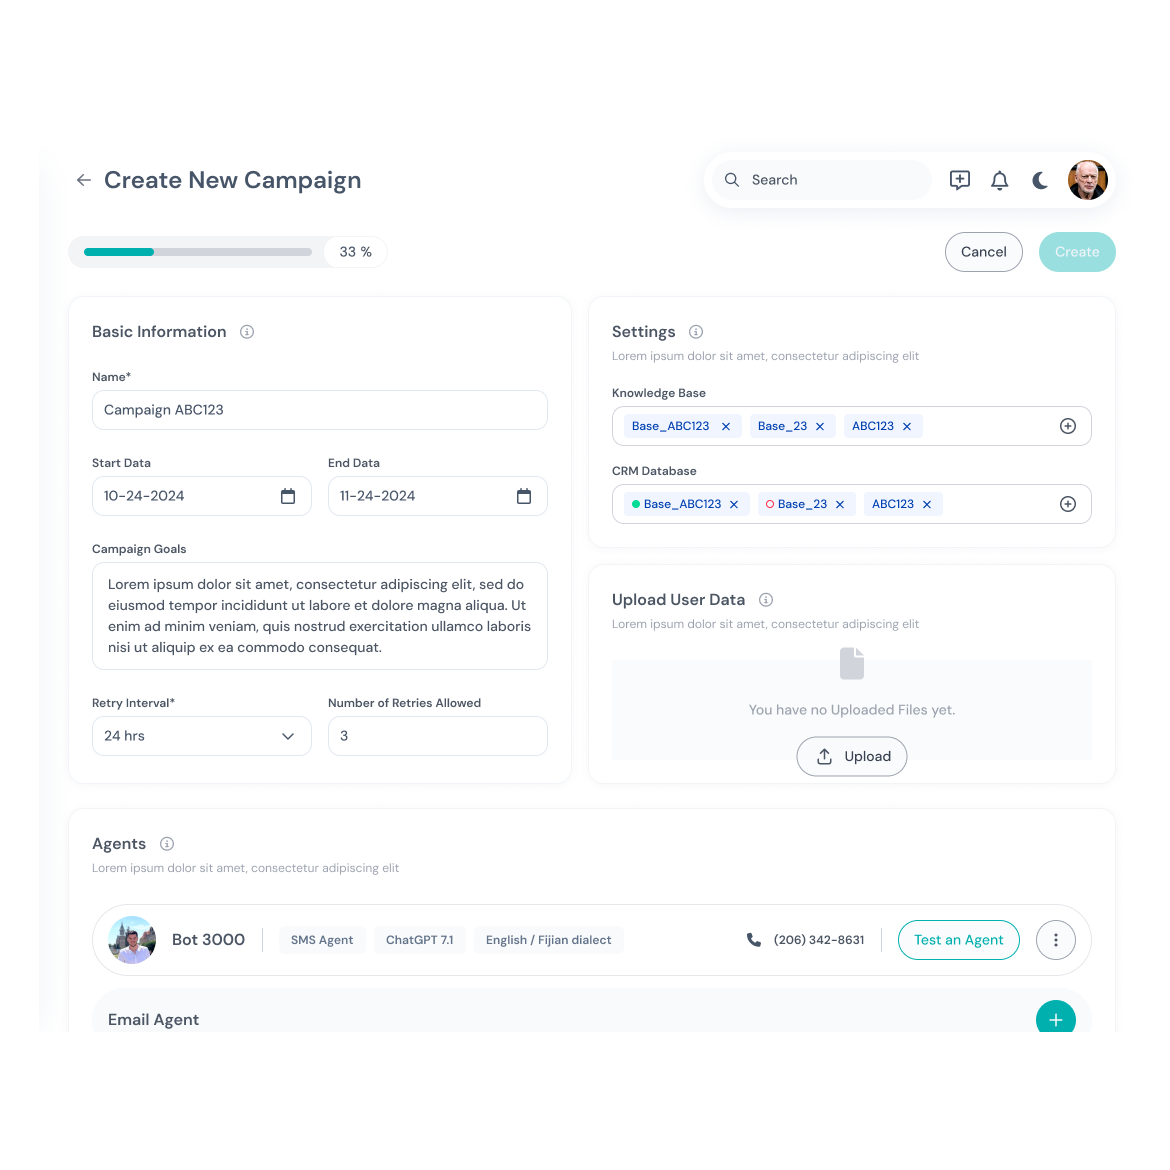 Create New Campaign
Search
33 %
Cancel
Create
Basic Information
Name*
Campaign ABC123
Start Data
End Data
10-24-2024
11-24-2024
Campaign Goals
Lorem ipsum dolor sit amet, consectetur adipiscing elit, sed do
eiusmod tempor incididunt ut labore et dolore magna aliqua. Ut
enim ad minim veniam, quis nostrud exercitation ullamco laboris
nisi ut aliquip ex ea commodo consequat.
Retry Interval*
Number of Retries Allowed
24 hrs
3
Settings
Lorem ipsum dolor sit amet, consectetur adipiscing elit
Knowledge Base
Base_ABC123 Base_23 ABC123
CRM Database
Base_ABC123 Base_23 ABC123
Upload User Data
Lorem ipsum dolor sit amet, consectetur adipiscing elit
You have no Uploaded Files yet.
Upload
Agents
Lorem ipsum dolor sit amet, consectetur adipiscing elit
Bot 3000 SMS Agent ChatGPT 7.1 English / Fijian dialect (206) 342-8631 Test an Agent
Email Agent